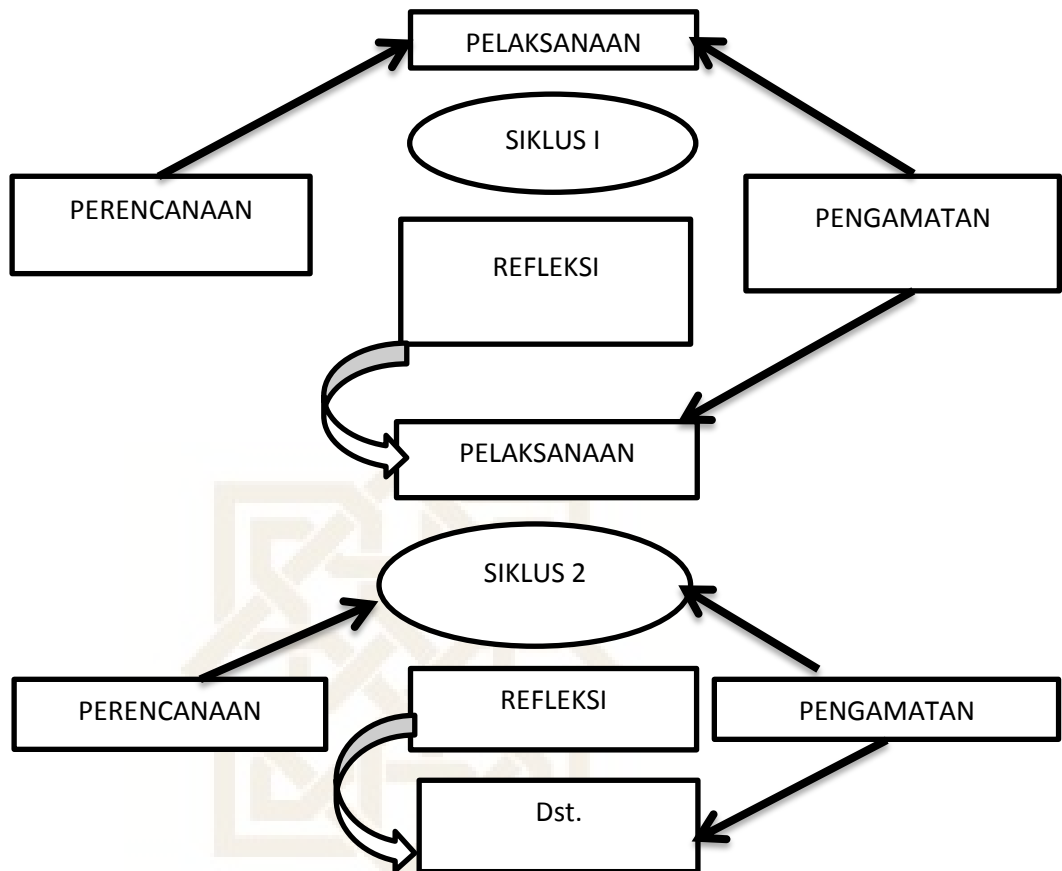 PELAKSANAAN
SIKLUS I
PERENCANAAN
PENGAMATAN
REFLEKSI
PELAKSANAAN
SIKLUS 2
PERENCANAAN
REFLEKSI
PENGAMATAN
Dst.